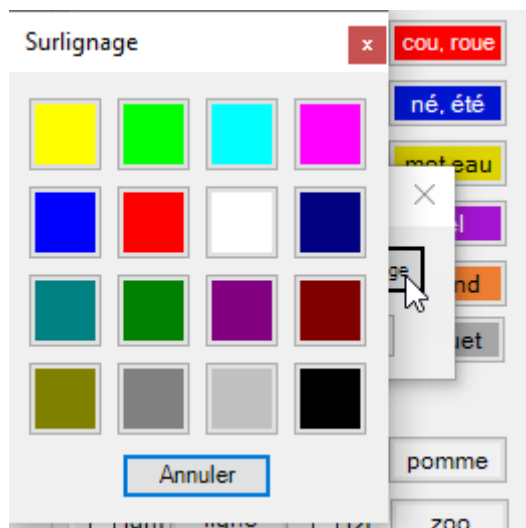 Surlignage
x
cou, roue
né, été
mot eau
Annuler
pomme
zoo